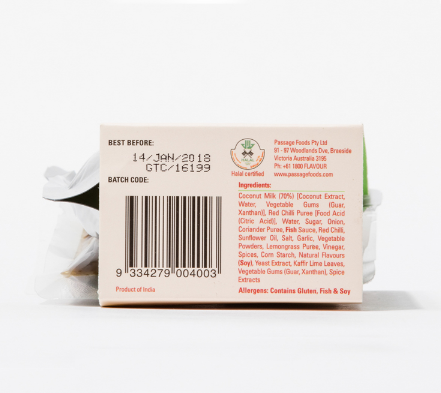 BEST BEFORE:
14/JAN/2018
GTC/16199
BATCH CODE:
9 334279 004003
Product of India
Halal certified
Passage Foods Pty Ltd
91 - 97 Woodlands Dve, Braeside
Victoria Australia 3195
Ph: +61 1800 FLAVOUR
www.passagefoods.com
Ingredients:
Coconut Milk (70%) [Coconut Extract,
Water, Vegetable Gums (Guar,
Xanthan)], Red Chilli Puree [Food Acid
(Citric Acid)], Water, Sugar, Onion,
Coriander Puree, Fish Sauce, Red Chilli,
Sunflower Oil, Salt, Garlic, Vegetable
Powders, Lemongrass Puree, Vinegar,
Spices, Corn Starch, Natural Flavours
(Soy), Yeast Extract, Kaffir Lime Leaves,
Vegetable Gums (Guar, Xanthan), Spice
Extracts
Allergens: Contains Gluten, Fish & Soy